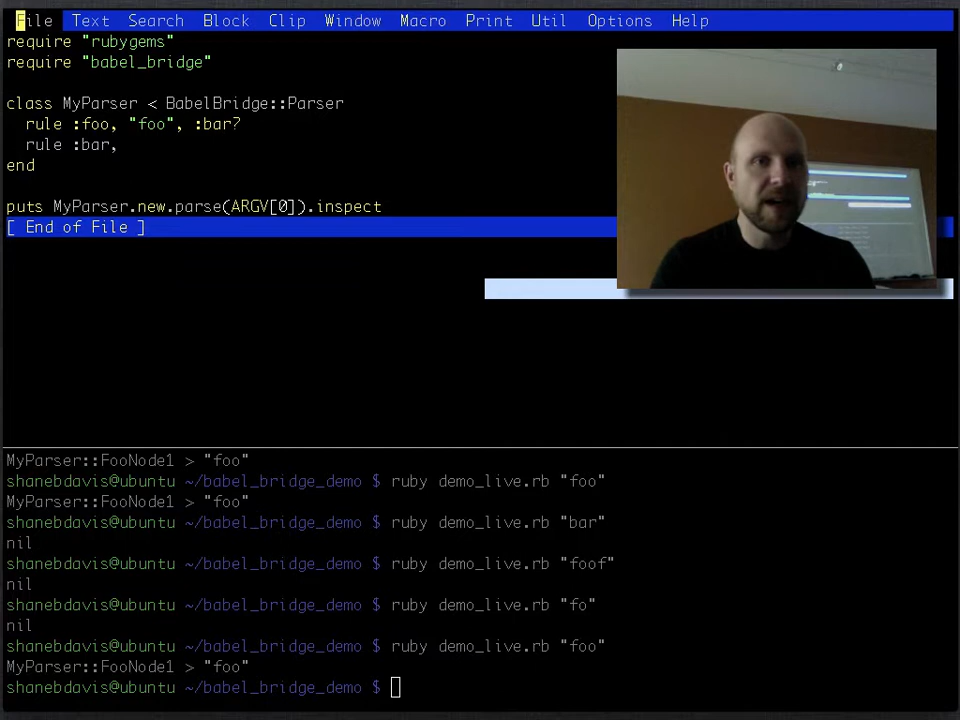 File Text Search Block Clip Window Macro Print Util Options Help
require "rubygems"
require "babel_bridge"
class MyParser < BabelBridge::Parser
  rule :foo, "foo", :bar?
  rule :bar,
end
puts MyParser.new.parse(ARGV[0]).inspect
[ End of File ]
MyParser::FooNode1 > "foo"
shanebdavis@ubuntu ~/babel_bridge_demo $ ruby demo_live.rb "foo"
MyParser::FooNode1 > "foo"
shanebdavis@ubuntu ~/babel_bridge_demo $ ruby demo_live.rb "bar"
nil
shanebdavis@ubuntu ~/babel_bridge_demo $ ruby demo_live.rb "foof"
nil
shanebdavis@ubuntu ~/babel_bridge_demo $ ruby demo_live.rb "fo"
nil
shanebdavis@ubuntu ~/babel_bridge_demo $ ruby demo_live.rb "foo"
MyParser::FooNode1 > "foo"
shanebdavis@ubuntu ~/babel_bridge_demo $